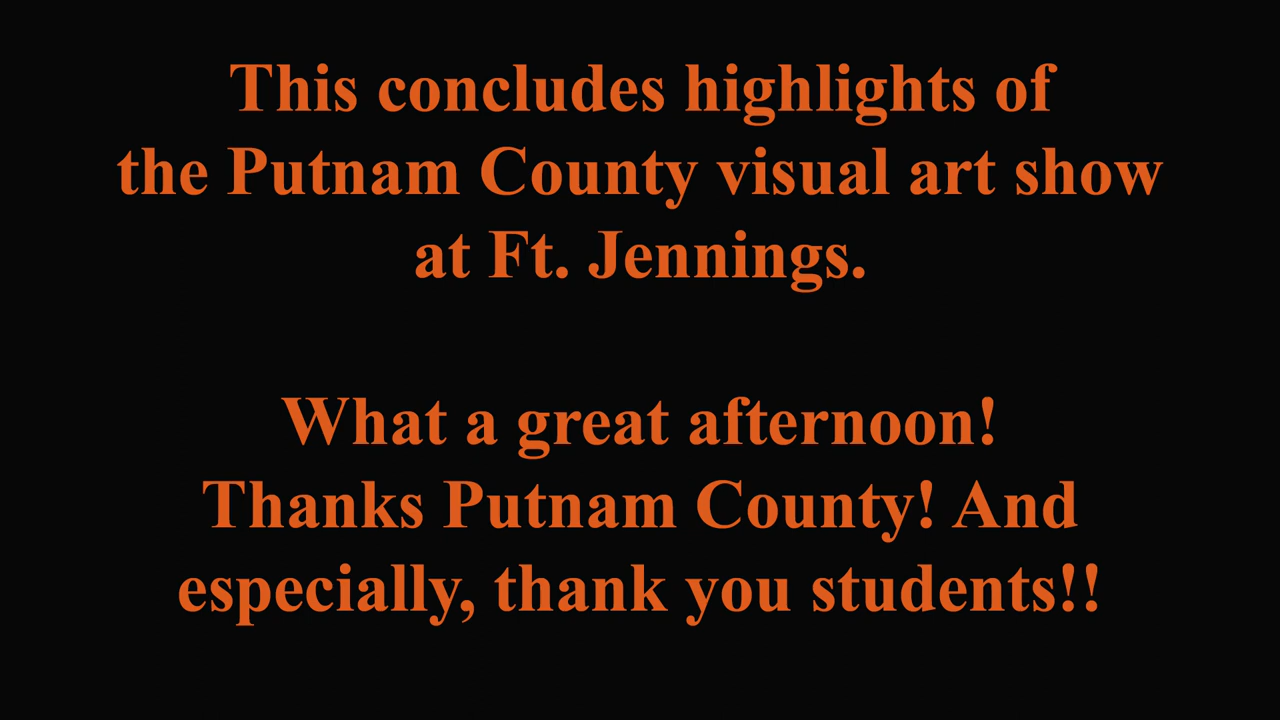 This concludes highlights of
the Putnam County visual art show
at Ft. Jennings.
What a great afternoon!
Thanks Putnam County! And
especially, thank you students!!